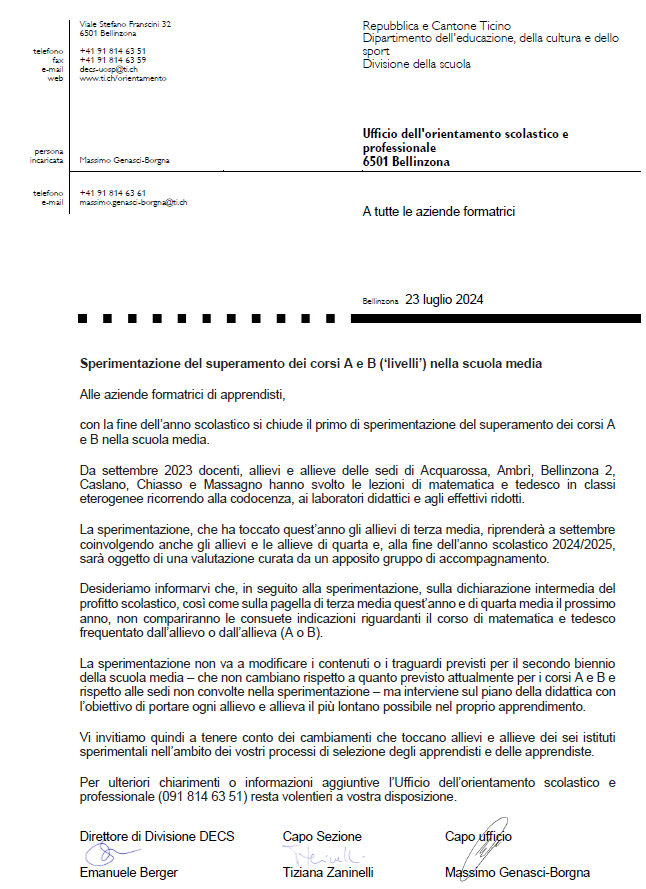 Viale Stefano Franscini 32
6501 Bellinzona
telefono +41 91 814 63 51
fax +41 91 814 63 59
e-mail decs-uosp@ti.ch
web www.ti.ch/orientamento
Repubblica e Cantone Ticino
Dipartimento dell'educazione, della cultura e dello
sport
Divisione della scuola
Ufficio dell'orientamento scolastico e
professionale
6501 Bellinzona
persona
incaricata Massimo Genasci-Borgna
telefono +41 91 814 63 61
e-mail massimo.genasci-borgna@ti.ch
A tutte le aziende formatrici
Bellinzona 23 luglio 2024
Sperimentazione del superamento dei corsi A e B (‘livelli’) nella scuola media
Alle aziende formatrici di apprendisti,
con la fine dell’anno scolastico si chiude il primo di sperimentazione del superamento dei corsi A
e B nella scuola media.
Da settembre 2023 docenti, allievi e allieve delle sedi di Acquarossa, Ambrì, Bellinzona 2,
Caslano, Chiasso e Massagno hanno svolto le lezioni di matematica e tedesco in classi
eterogenee ricorrendo alla codocenza, ai laboratori didattici e agli effettivi ridotti.
La sperimentazione, che ha toccato quest’anno gli allievi di terza media, riprenderà a settembre
coinvolgendo anche gli allievi e le allieve di quarta e, alla fine dell’anno scolastico 2024/2025,
sarà oggetto di una valutazione curata da un apposito gruppo di accompagnamento.
Desideriamo informarvi che, in seguito alla sperimentazione, sulla dichiarazione intermedia del
profitto scolastico, così come sulla pagella di terza media quest’anno e di quarta media il prossimo
anno, non compariranno le consuete indicazioni riguardanti il corso di matematica e tedesco
frequentato dall’allievo o dall’allieva (A o B).
La sperimentazione non va a modificare i contenuti o i traguardi previsti per il secondo biennio
della scuola media – che non cambiano rispetto a quanto previsto attualmente per i corsi A e B e
rispetto alle sedi non convolte nella sperimentazione – ma interviene sul piano della didattica con
l’obiettivo di portare ogni allievo e allieva il più lontano possibile nel proprio apprendimento.
Vi invitiamo quindi a tenere conto dei cambiamenti che toccano allievi e allieve dei sei istituti
sperimentali nell’ambito dei vostri processi di selezione degli apprendisti e delle apprendiste.
Per ulteriori chiarimenti o informazioni aggiuntive l’Ufficio dell’orientamento scolastico e
professionale (091 814 63 51) resta volentieri a vostra disposizione.
Direttore di Divisione DECS Capo Sezione Capo ufficio
Emanuele Berger Tiziana Zaninelli Massimo Genasci-Borgna